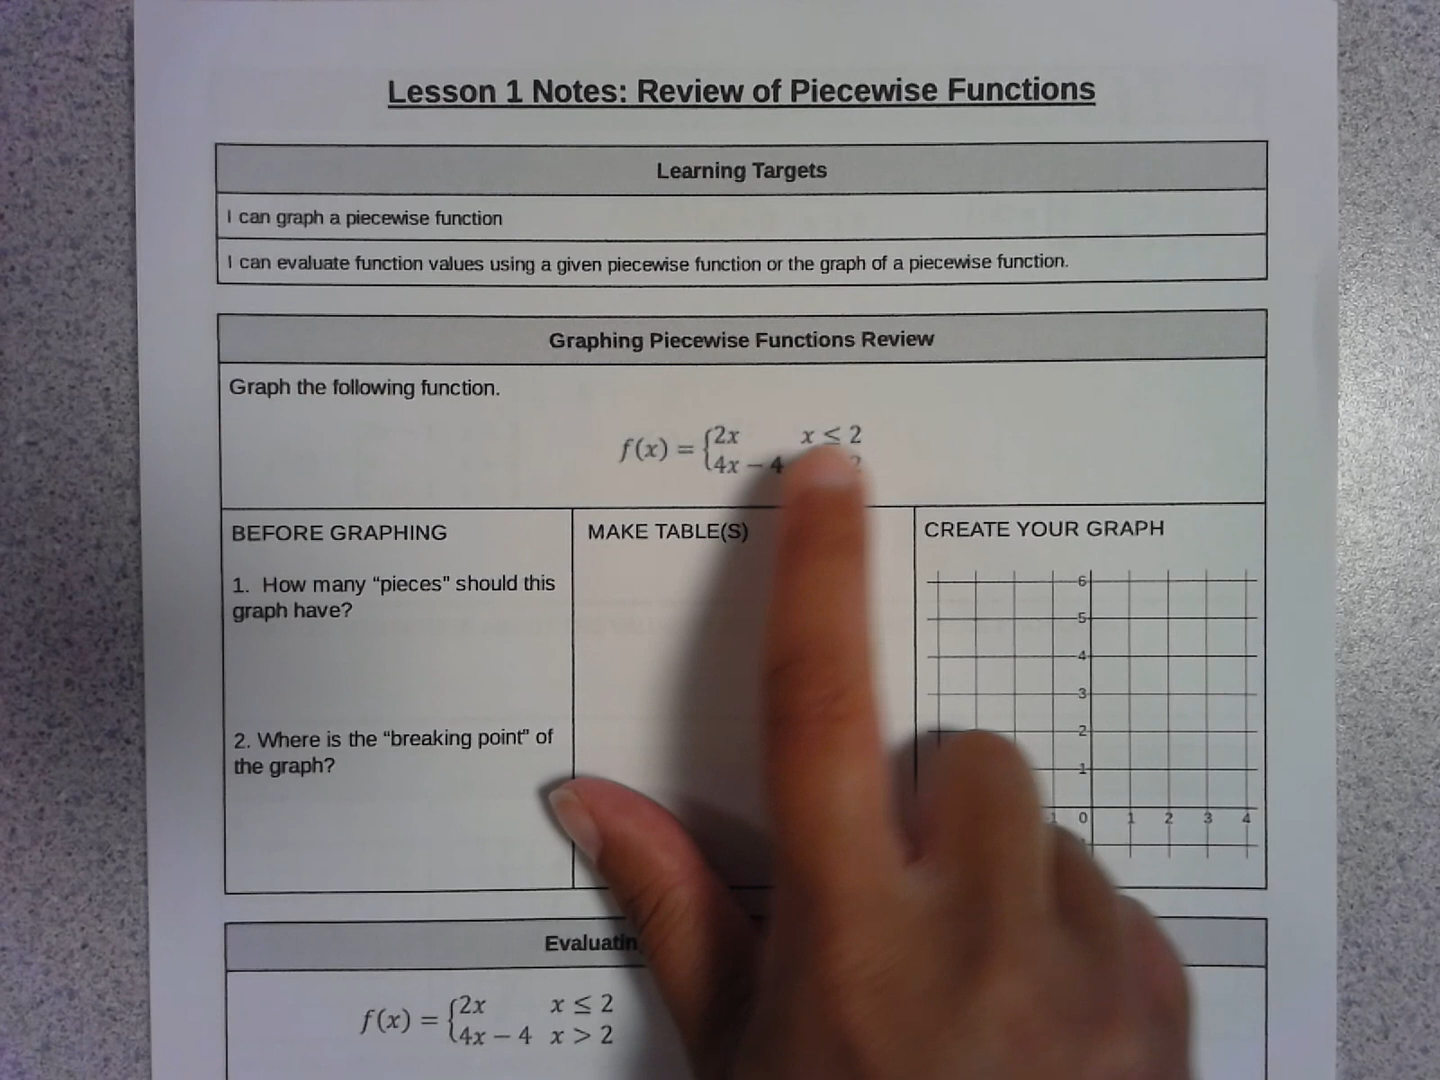 Lesson 1 Notes: Review of Piecewise Functions
Learning Targets
I can graph a piecewise function
I can evaluate function values using a given piecewise function or the graph of a piecewise function.
Graphing Piecewise Functions Review
Graph the following function.
f(x) = {2x x ≤ 2
4x − 4 2
BEFORE GRAPHING
1. How many “pieces” should this
graph have?
2. Where is the “breaking point” of
the graph?
MAKE TABLE(S)
CREATE YOUR GRAPH
6
5
4
3
2
1
1 0 1 2 3 4
f(x) = {2x x ≤ 2
4x − 4 x > 2